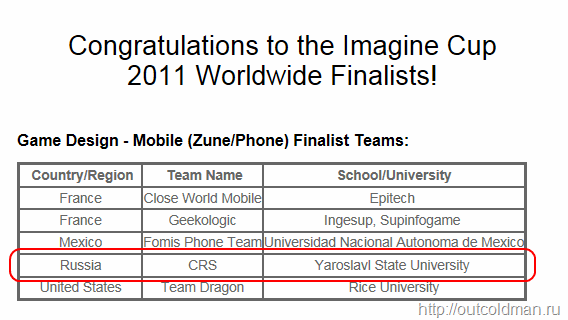 Congratulations to the Imagine Cup
2011 Worldwide Finalists!
Game Design - Mobile (Zune/Phone) Finalist Teams:
Country/Region Team Name School/University
France Close World Mobile Epitech
France Geekologic Ingesup, Supinfogame
Mexico Fomis Phone Team Universidad Nacional Autonoma de Mexico
Russia CRS Yaroslavl State University
United States Team Dragon Rice University
http://outcoldman.ru